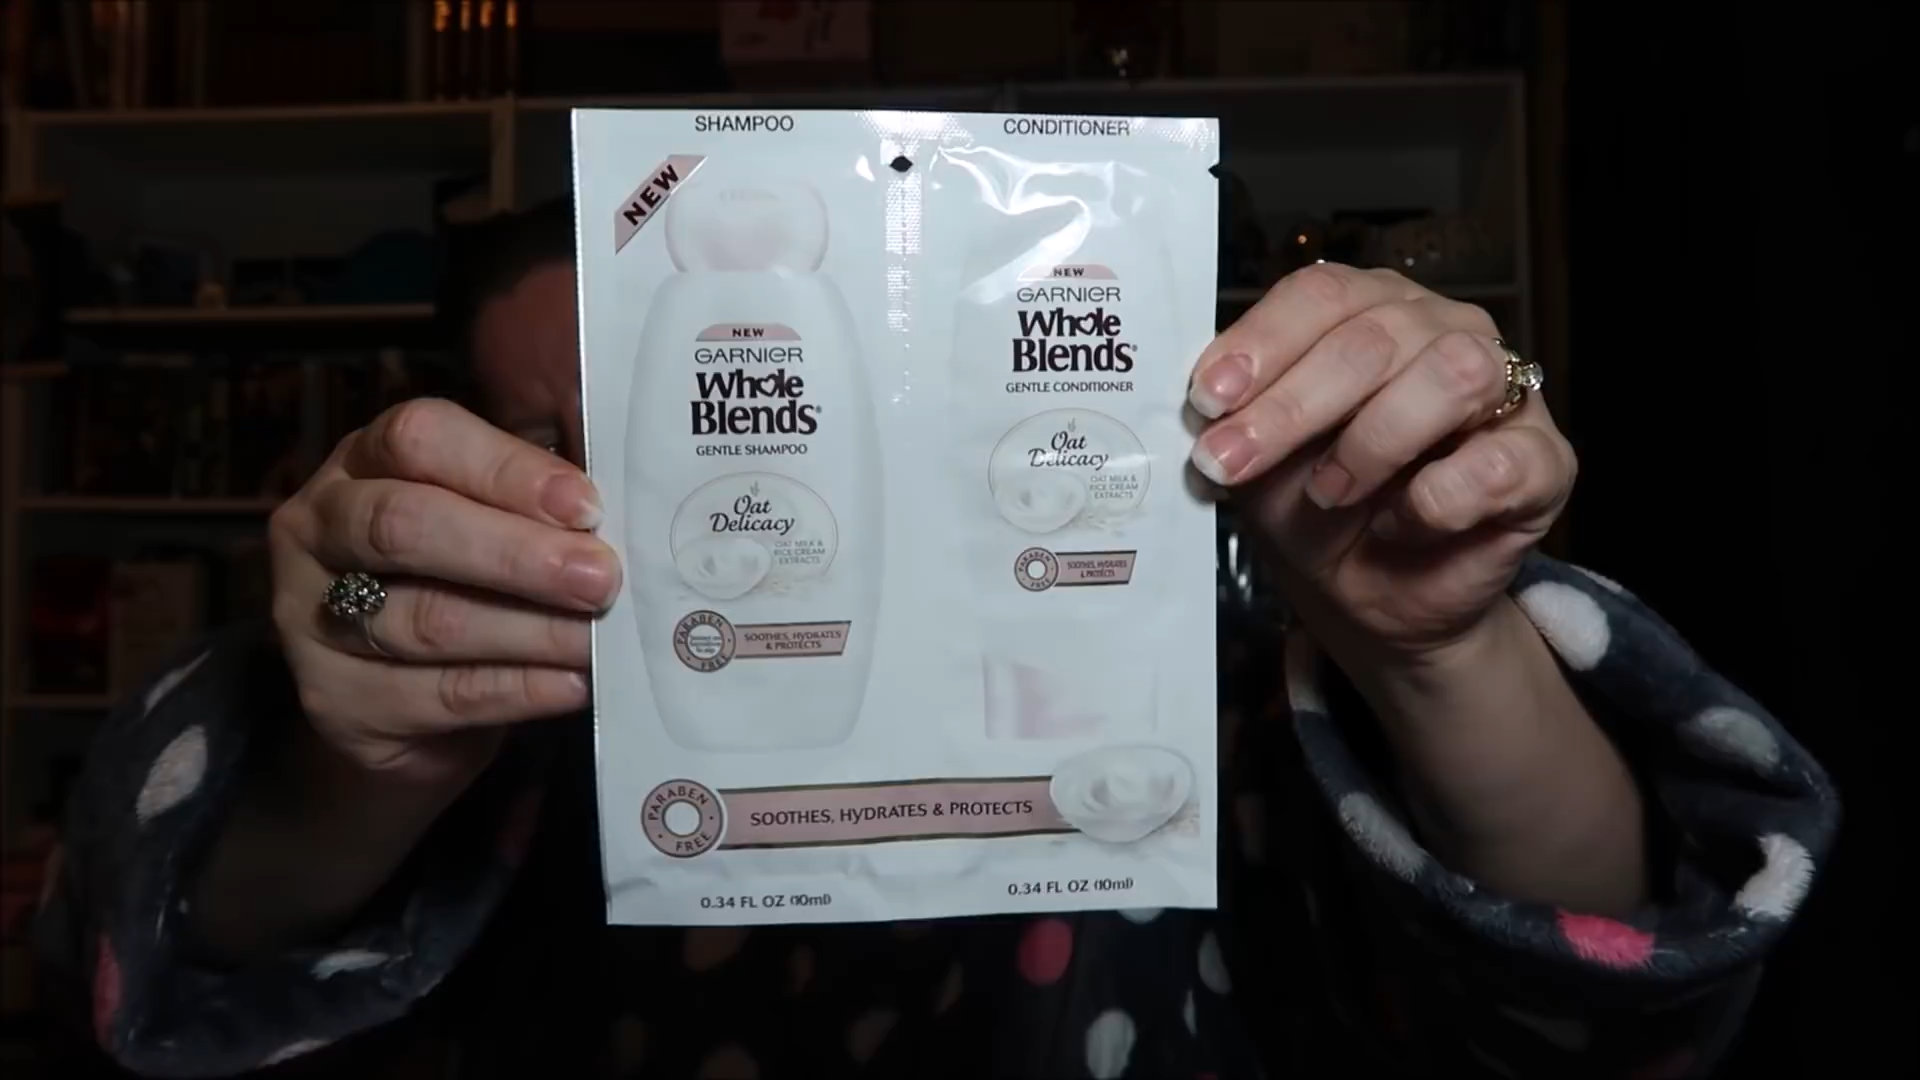 SHAMPOO
NEW
NEW
GARNIER
Whole
Blends®
GENTLE SHAMPOO
Oat
Delicacy
OAT MILK &
RICE CREAM
EXTRACTS
PARABEN
FREE
SOOTHES, HYDRATES
& PROTECTS
CONDITIONER
NEW
GARNIER
Whole
Blends®
GENTLE CONDITIONER
Oat
Delicacy
OAT MILK &
RICE CREAM
EXTRACTS
PARABEN
FREE
SOOTHES, HYDRATES
& PROTECTS
PARABEN
FREE
SOOTHES, HYDRATES & PROTECTS
0.34 FL OZ (10ml)
0.34 FL OZ (10ml)